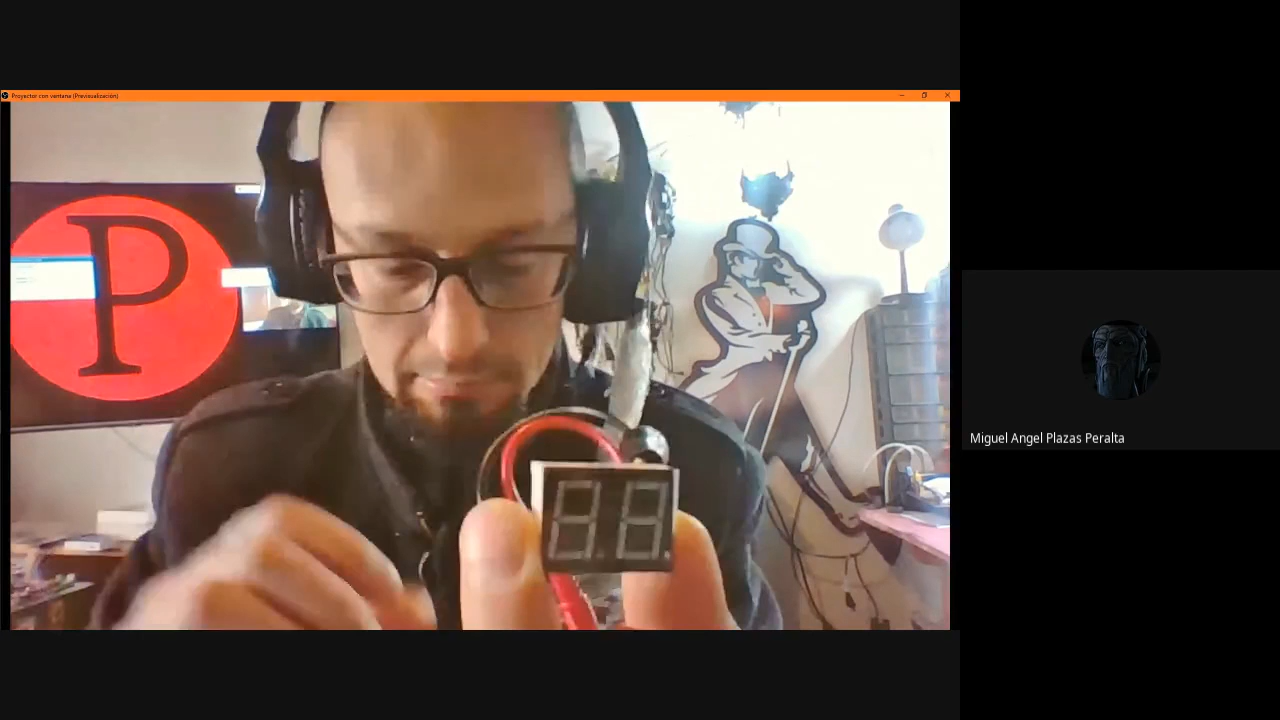 Proyector con ventana (Previsualización)
P
Miguel Angel Plazas Peralta